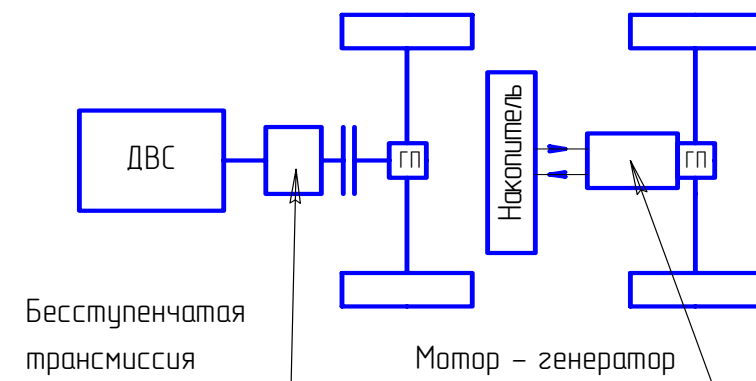 ДВС
ГП
Накопитель
ГП
Бесступенчатая
трансмиссия
Мотор – генератор